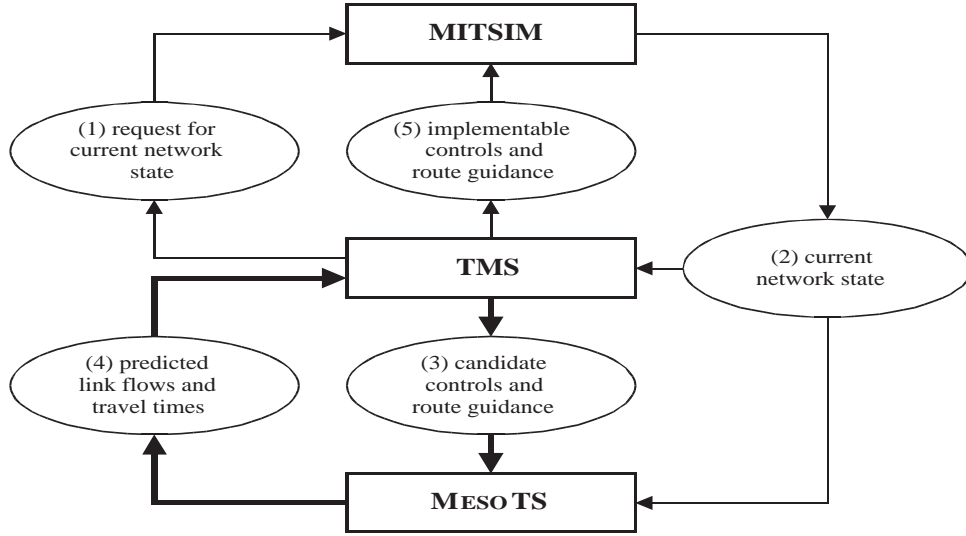 MITSIM
(1) request for
current network
state
(5) implementable
controls and
route guidance
TMS
(2) current
network state
(4) predicted
link flows and
travel times
(3) candidate
controls and
route guidance
MESO TS